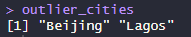 > outlier_cities
[1] "Beijing" "Lagos"